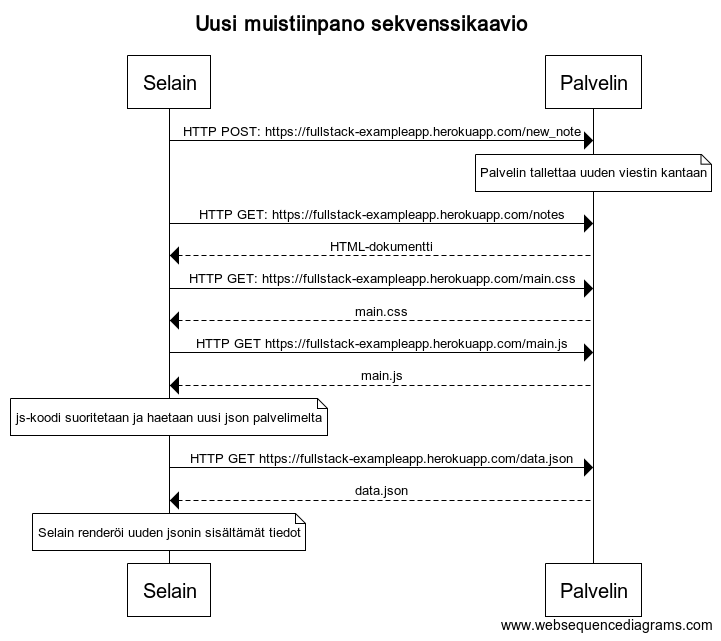 Uusi muistiinpano sekvenssikaavio
Selain
Palvelin
HTTP POST: https://fullstack-exampleapp.herokuapp.com/new_note
Palvelin tallettaa uuden viestin kantaan
HTTP GET: https://fullstack-exampleapp.herokuapp.com/notes
HTML-dokumentti
HTTP GET: https://fullstack-exampleapp.herokuapp.com/main.css
main.css
HTTP GET https://fullstack-exampleapp.herokuapp.com/main.js
main.js
js-koodi suoritetaan ja haetaan uusi json palvelimelta
HTTP GET https://fullstack-exampleapp.herokuapp.com/data.json
data.json
Selain renderöi uuden jsonin sisältämät tiedot
Selain
Palvelin
www.websequencediagrams.com